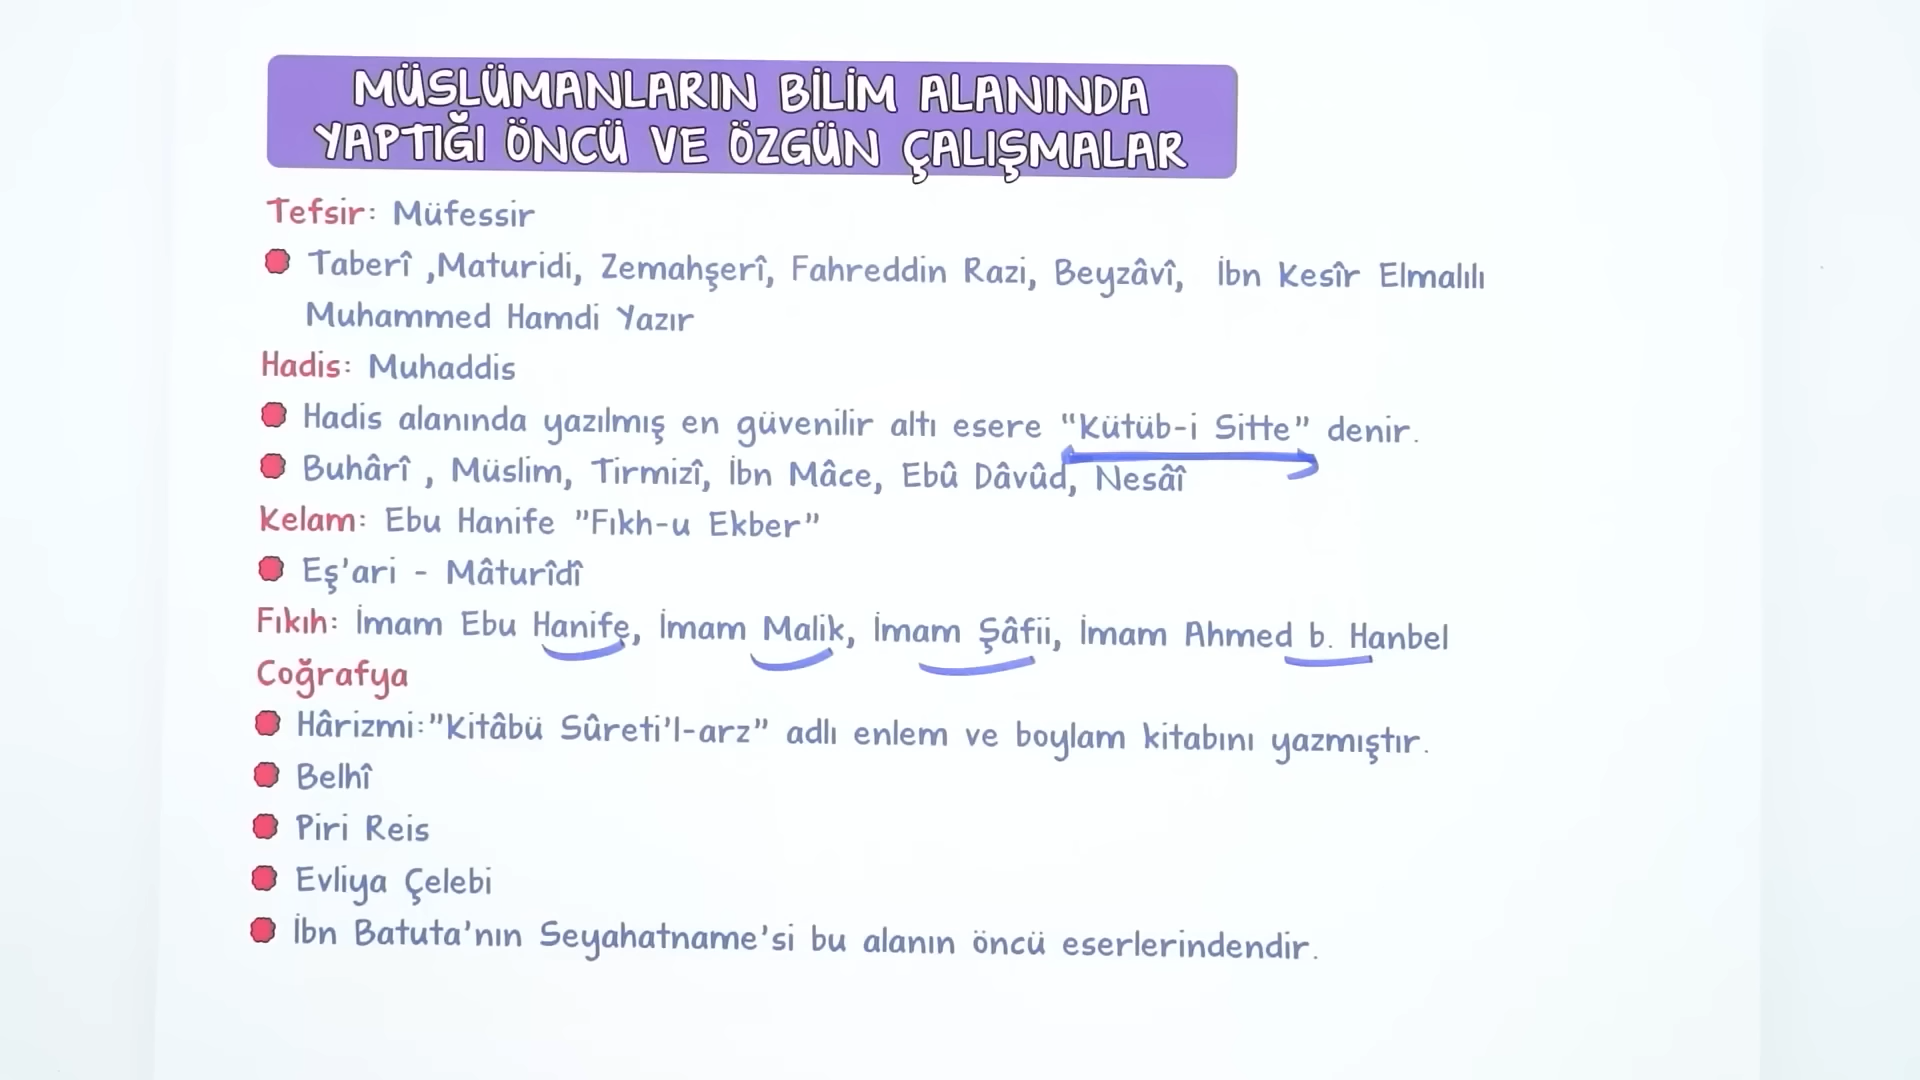 MÜSLÜMANLARIN BİLİM ALANINDA
YAPTIĞI ÖNCÜ VE ÖZGÜN ÇALIŞMALAR
Tefsir: Müfessir
Taberî ,Maturidi, Zemahşerî, Fahreddin Razi, Beyzâvî, İbn Kesîr Elmalılı
Muhammed Hamdi Yazır
Hadis: Muhaddis
Hadis alanında yazılmış en güvenilir altı esere "Kütüb-i Sitte" denir.
Buhârî , Müslim, Tirmizî, İbn Mâce, Ebû Dâvûd, Nesâî
Kelam: Ebu Hanife "Fıkh-u Ekber"
Eş'ari - Mâturîdî
Fıkıh: İmam Ebu Hanife, İmam Malik, İmam Şâfii, İmam Ahmed b. Hanbel
Coğrafya
Hârizmi:"Kitâbü Sûreti'l-arz" adlı enlem ve boylam kitabını yazmıştır.
Belhî
Piri Reis
Evliya Çelebi
İbn Batuta'nın Seyahatname'si bu alanın öncü eserlerindendir.